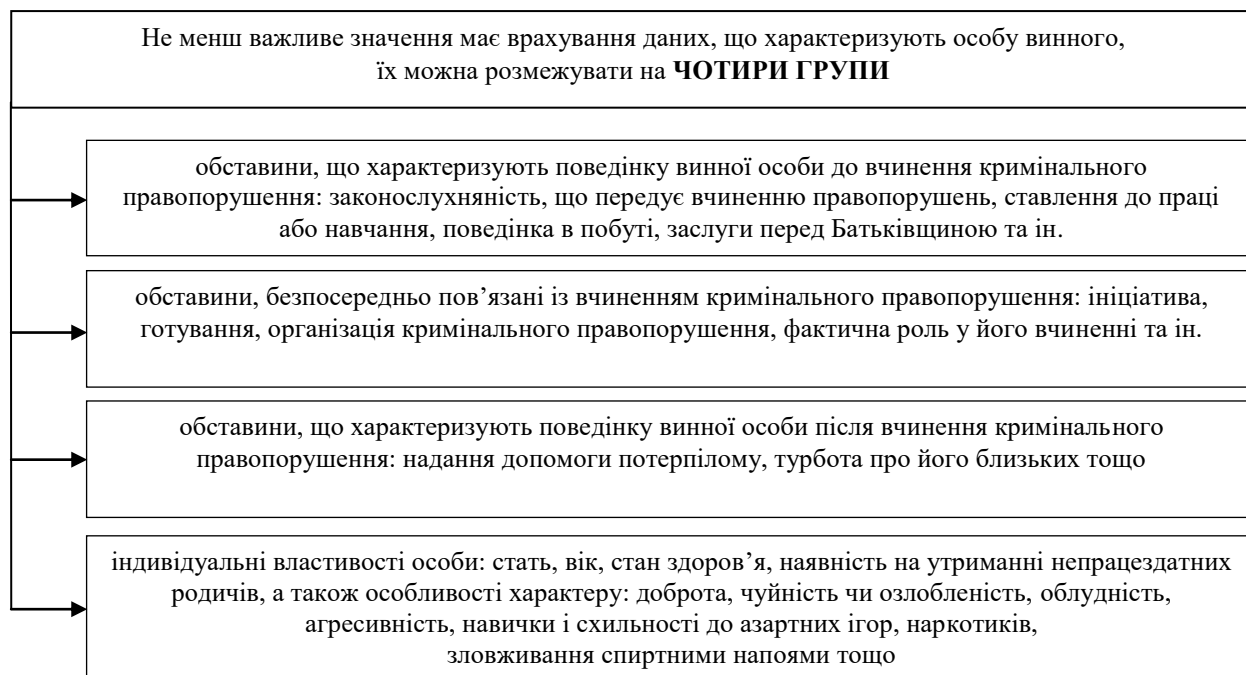 Не менш важливе значення має врахування даних, що характеризують особу винного,
їх можна розмежувати на ЧОТИРИ ГРУПИ
обставини, що характеризують поведінку винної особи до вчинення кримінального
правопорушення: законослухняність, що передує вчиненню правопорушень, ставлення до праці
або навчання, поведінка в побуті, заслуги перед Батьківщиною та ін.
обставини, безпосередньо пов’язані із вчиненням кримінального правопорушення: ініціатива,
готування, організація кримінального правопорушення, фактична роль у його вчиненні та ін.
обставини, що характеризують поведінку винної особи після вчинення кримінального
правопорушення: надання допомоги потерпілому, турбота про його близьких тощо
індивідуальні властивості особи: стать, вік, стан здоров’я, наявність на утриманні непрацездатних
родичів, а також особливості характеру: доброта, чуйність чи озлобленість, облудність,
агресивність, навички і схильності до азартних ігор, наркотиків,
зловживання спиртними напоями тощо